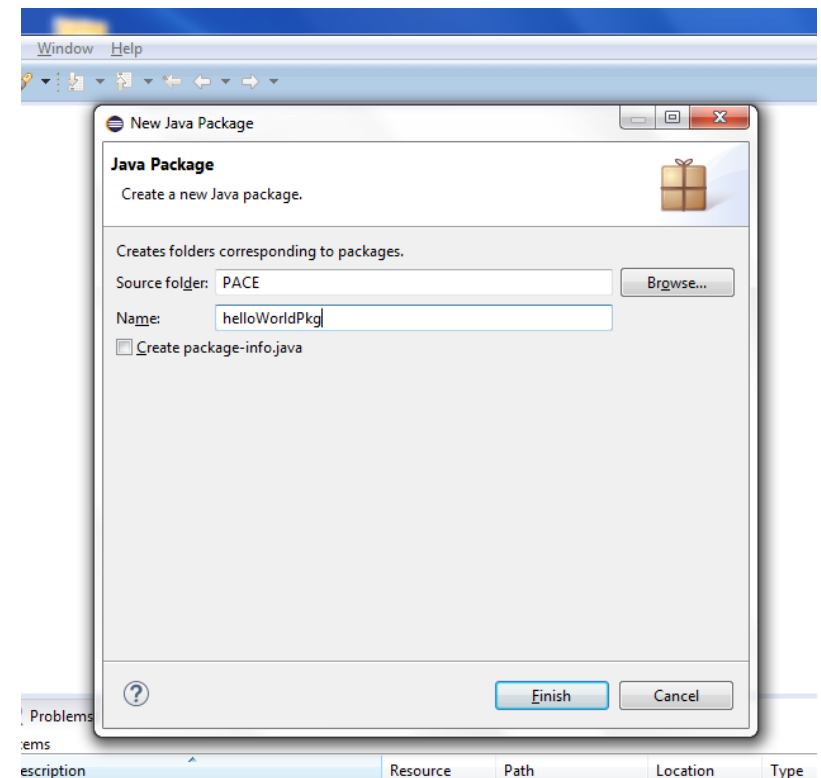 Window Help
New Java Package
Java Package
Create a new Java package.
Creates folders corresponding to packages.
Source folder: PACE Browse...
Name: helloWorldPkg
Create package-info.java
?
Finish Cancel
Problems
ems
escription Resource Path Location Type